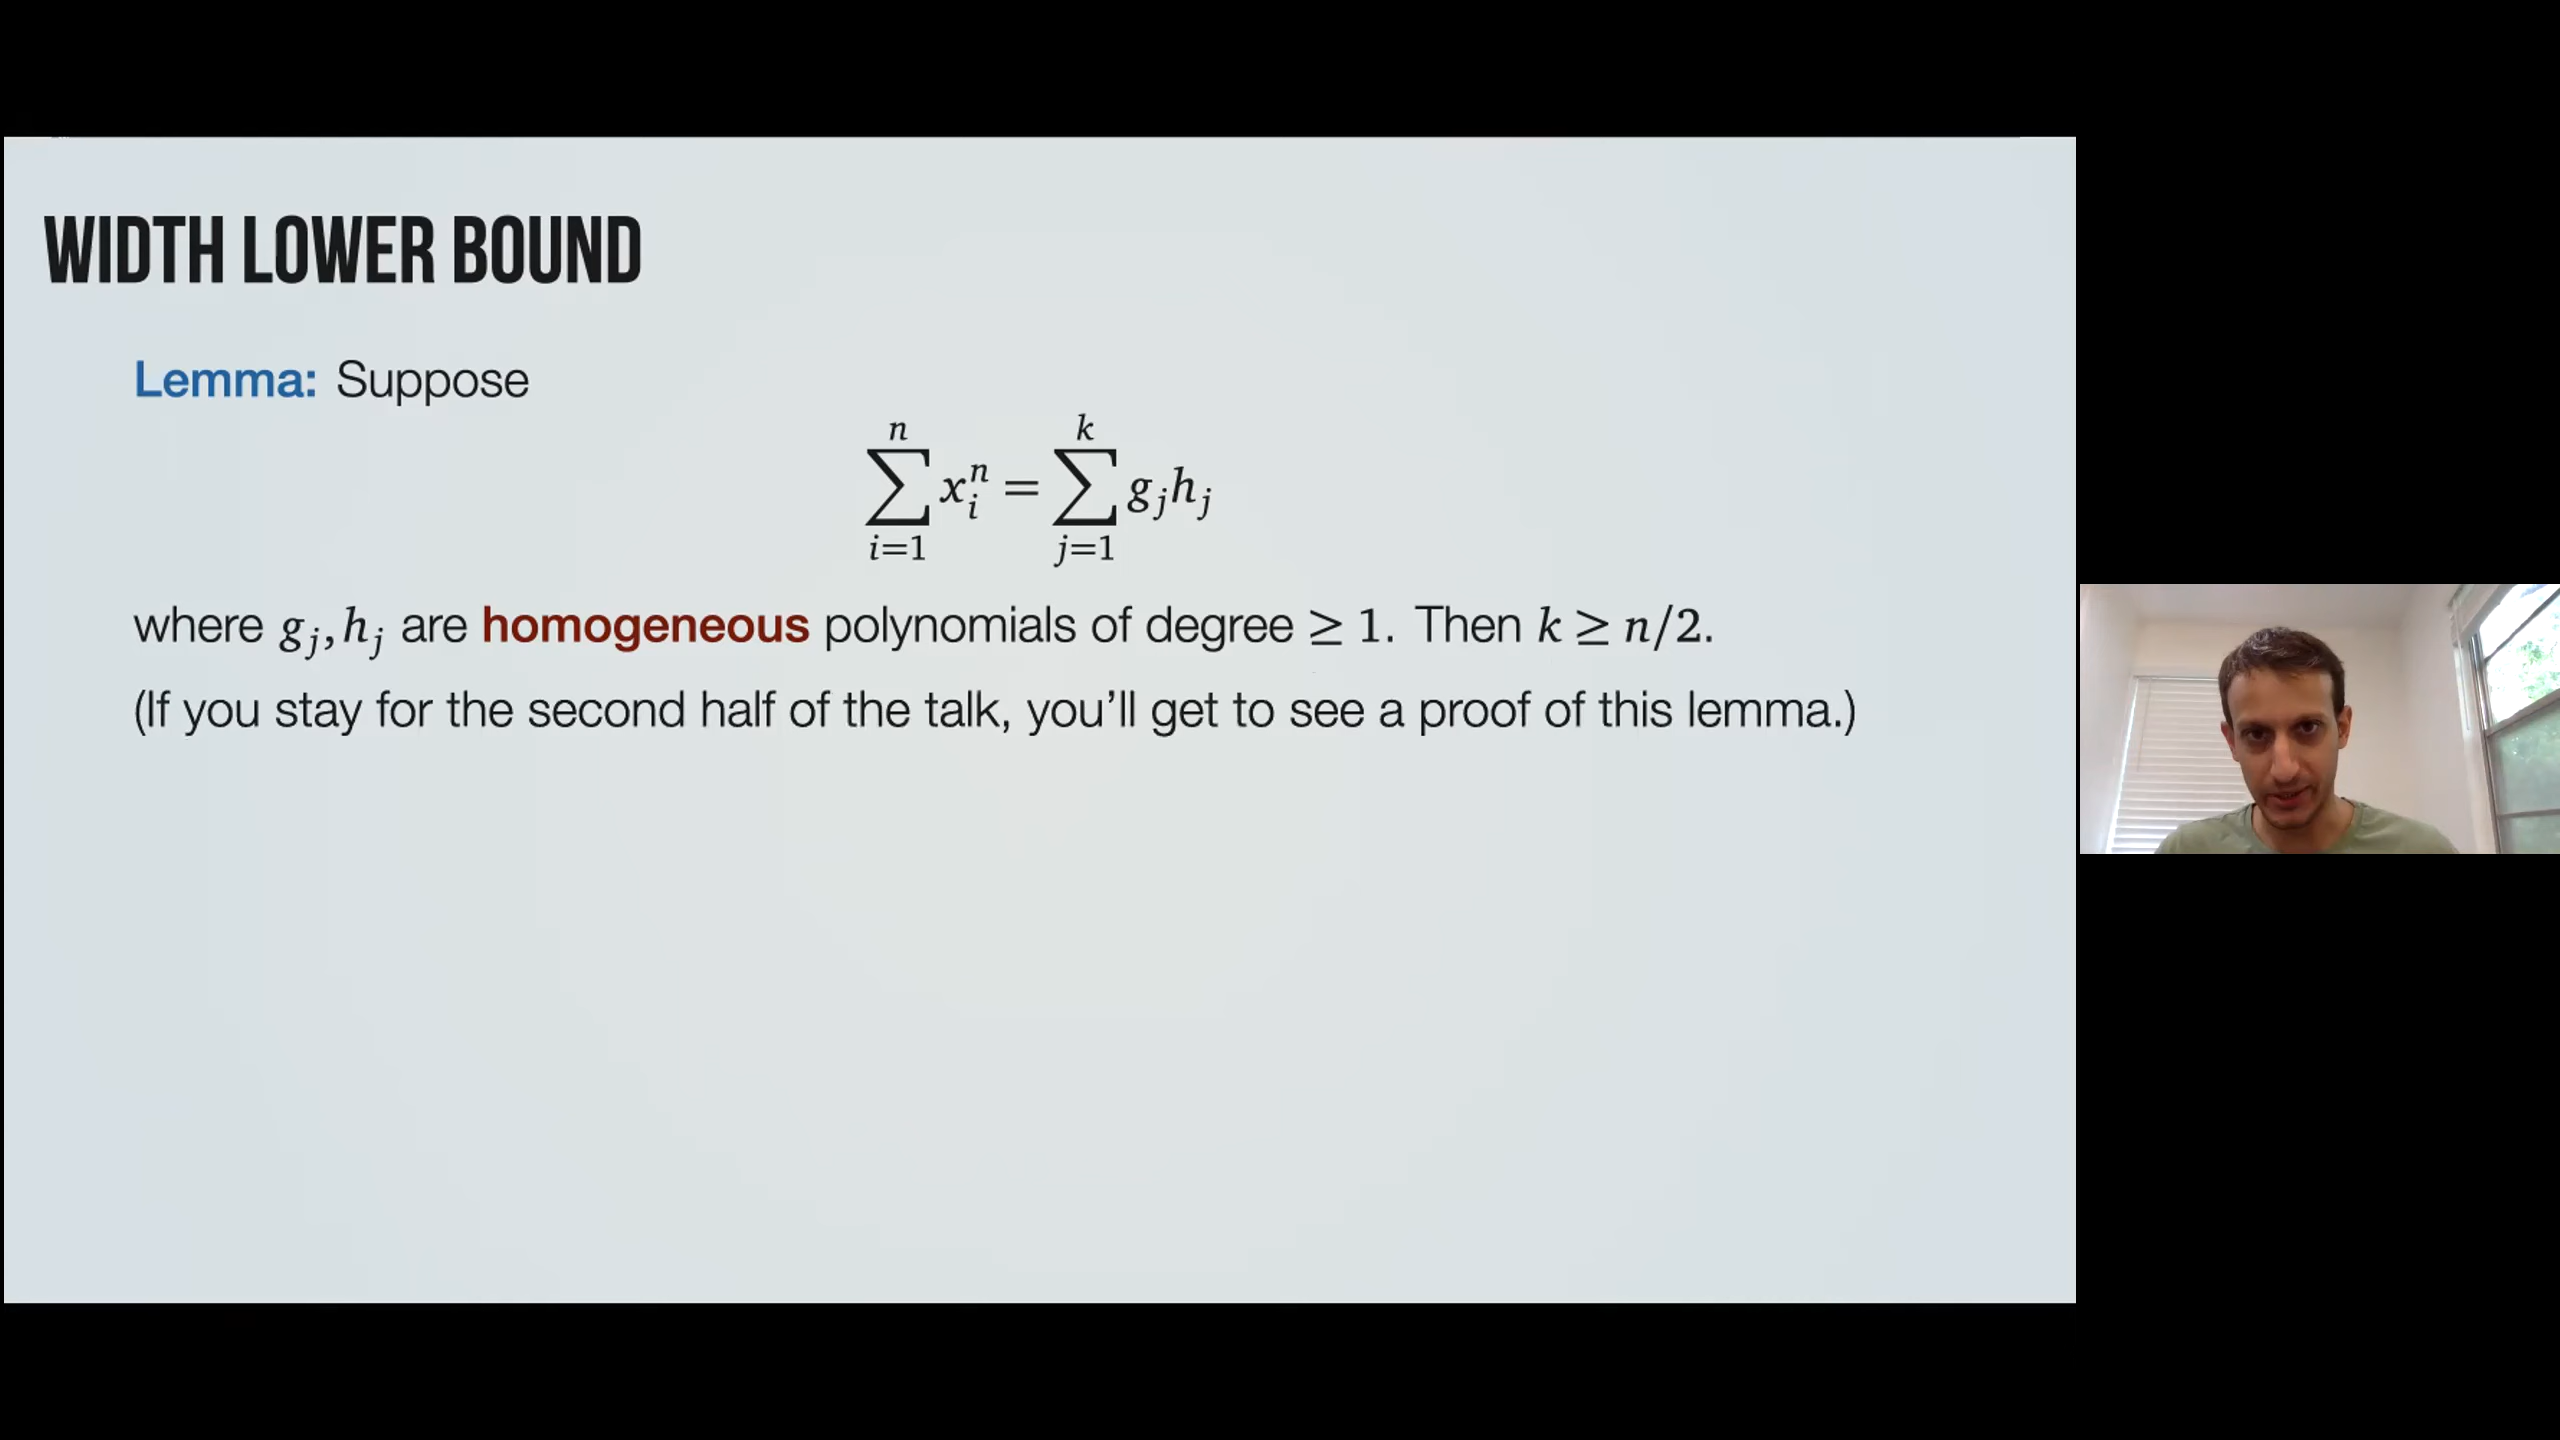 WIDTH LOWER BOUND
Lemma: Suppose
\sum_{i=1}^{n} x_i^n = \sum_{j=1}^{k} g_j h_j
where g_j, h_j are homogeneous polynomials of degree ≥ 1. Then k ≥ n/2.
(If you stay for the second half of the talk, you'll get to see a proof of this lemma.)